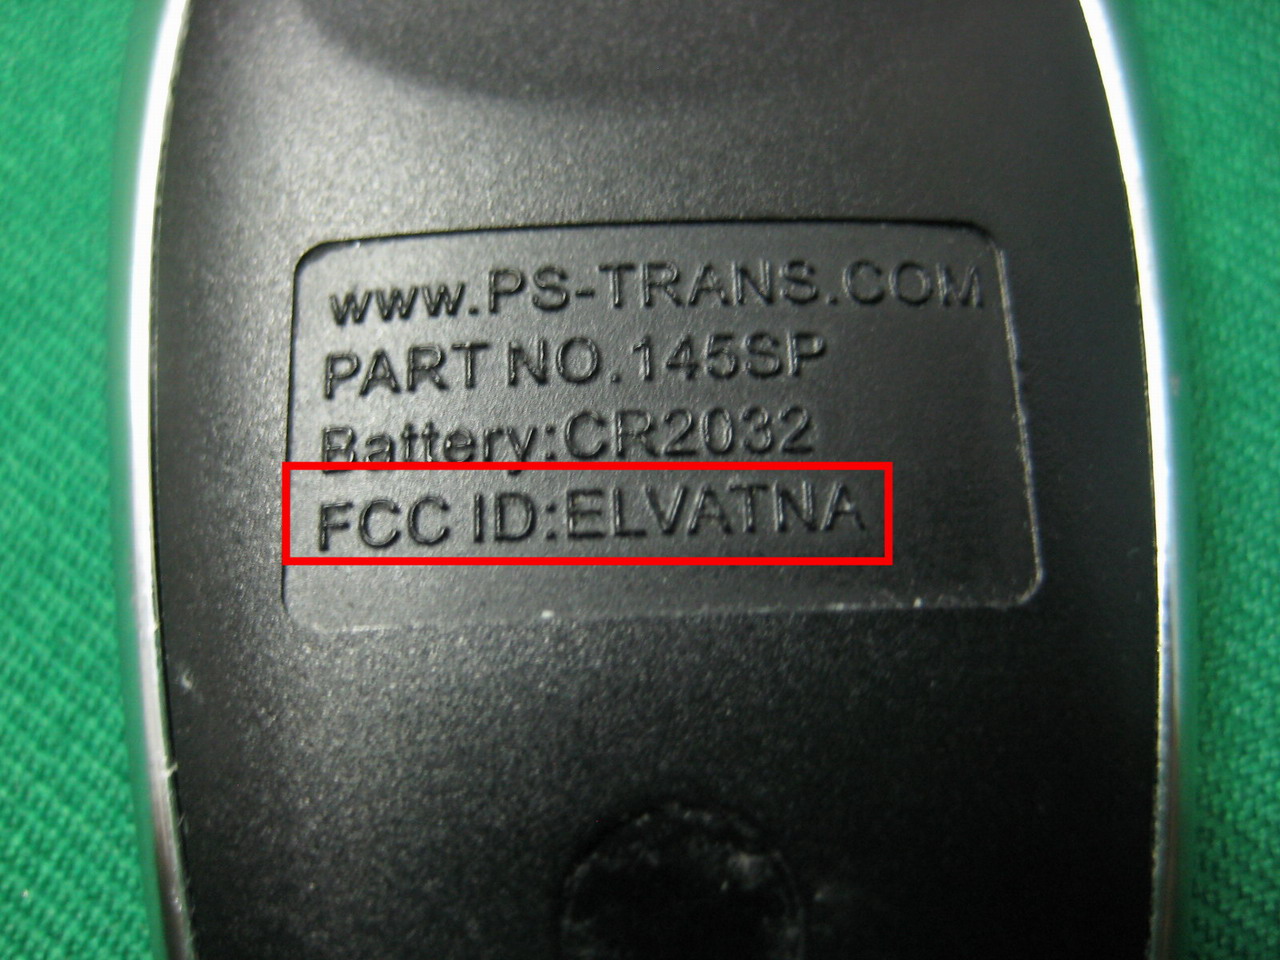 www.PS-TRANS.COM
PART NO.145SP
Battery:CR2032
FCC ID:ELVATNA